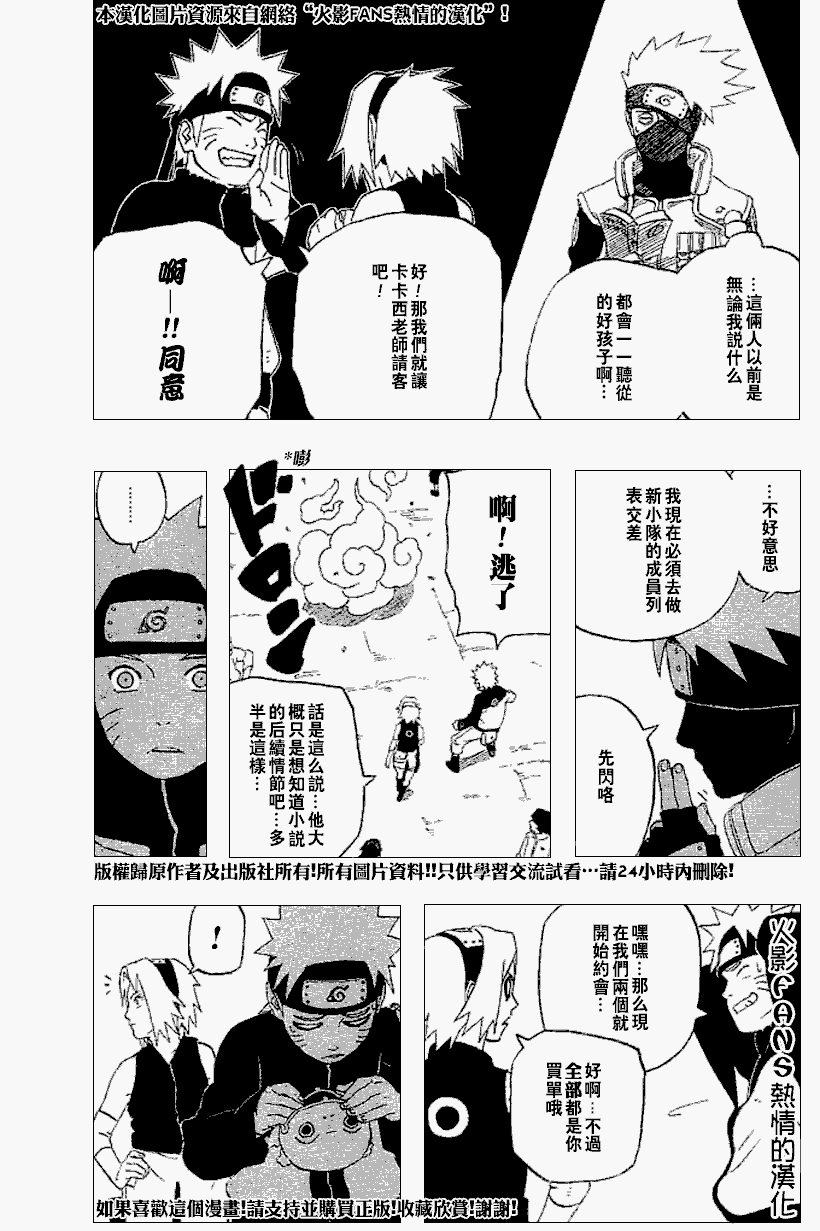 本漢化圖片資源來自網絡“火影FANS熱情的漢化”!
…這俩人以前是
無論我説什么
都會一一聽從
的好孩子啊…
好!那我們就讓
卡卡西老師請客
吧!
啊—!!同意
…不好意思
我現在必須去做
新小隊的成員列
表交差
先閃咯
*嘭
ドロン
啊!逃了
話是這么説…他大
概只是想知道小説
的后續情節吧…多
半是這樣…
………
版權歸原作者及出版社所有!所有圖片資料!!只供學習交流試看…請24小時內刪除!
嘿嘿…那么現
在我們兩個就
開始約會…
好啊…不過
全部都是你
買單哦
火影FANS熱情的漢化
!
如果喜歡這個漫畫!請支持並購買正版!收藏欣賞!謝謝!